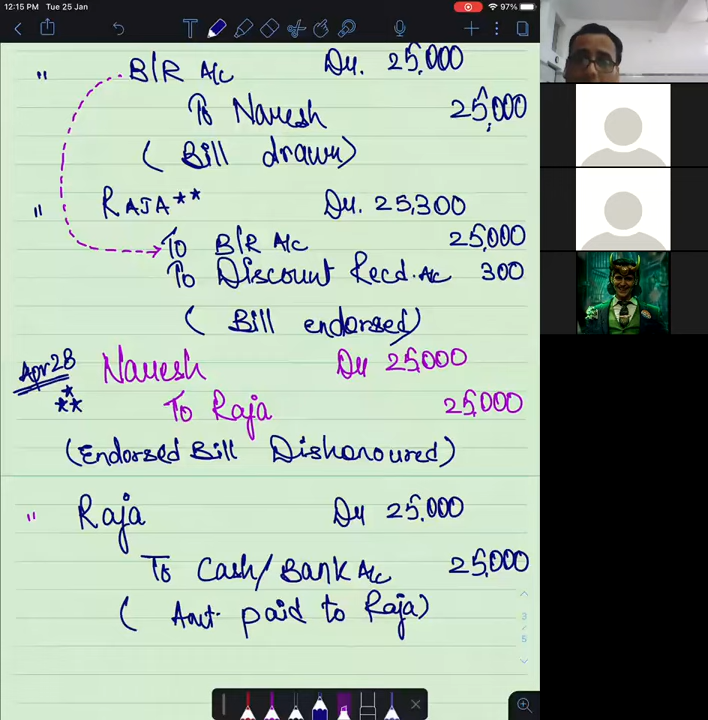 12:15 PM Tue 25 Jan
97%
" B/R A/c Dr. 25,000
To Naresh 25,000
( Bill drawn)
" RAJA** Dr. 25,300
To B/R A/c 25,000
To Discount Recd. A/c 300
( Bill endorsed)
Apr 28 Naresh Dr 25,000
***
To Raja 25,000
(Endorsed Bill Dishonoured)
" Raja Dr 25,000
To Cash/Bank A/c 25,000
( Amt. paid to Raja)
3
/
5